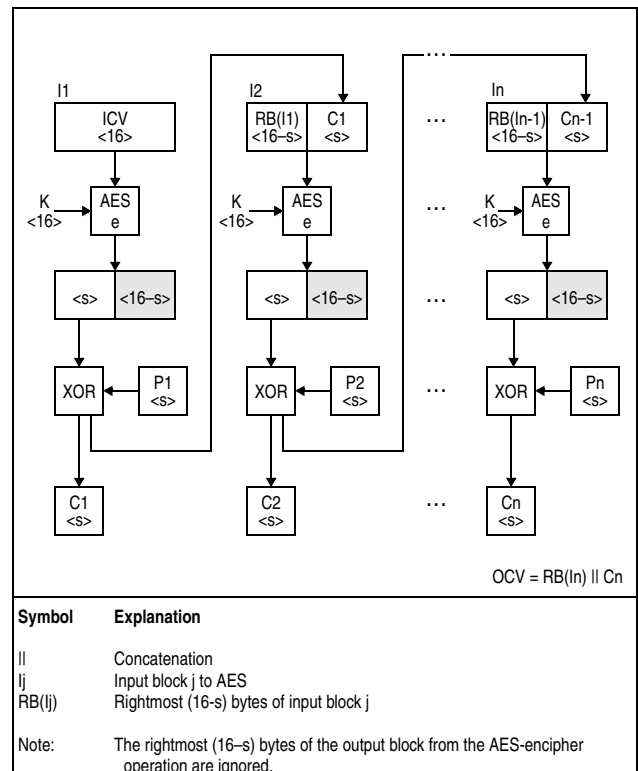 ...
I1 I2 In
ICV RB(I1) C1 ... RB(In-1) Cn-1
<16> <16–s> <s> <16–s> <s>
K AES K AES ... K AES
<16> e <16> e <16> e
<s> <16–s> <s> <16–s> ... <s> <16–s>
XOR P1 XOR P2 ... XOR Pn
<s> <s> <s>
C1 C2 ... Cn
<s> <s> <s>
OCV = RB(In) || Cn
Symbol Explanation
|| Concatenation
Ij Input block j to AES
RB(Ij) Rightmost (16-s) bytes of input block j
Note: The rightmost (16–s) bytes of the output block from the AES-encipher
operation are ignored.